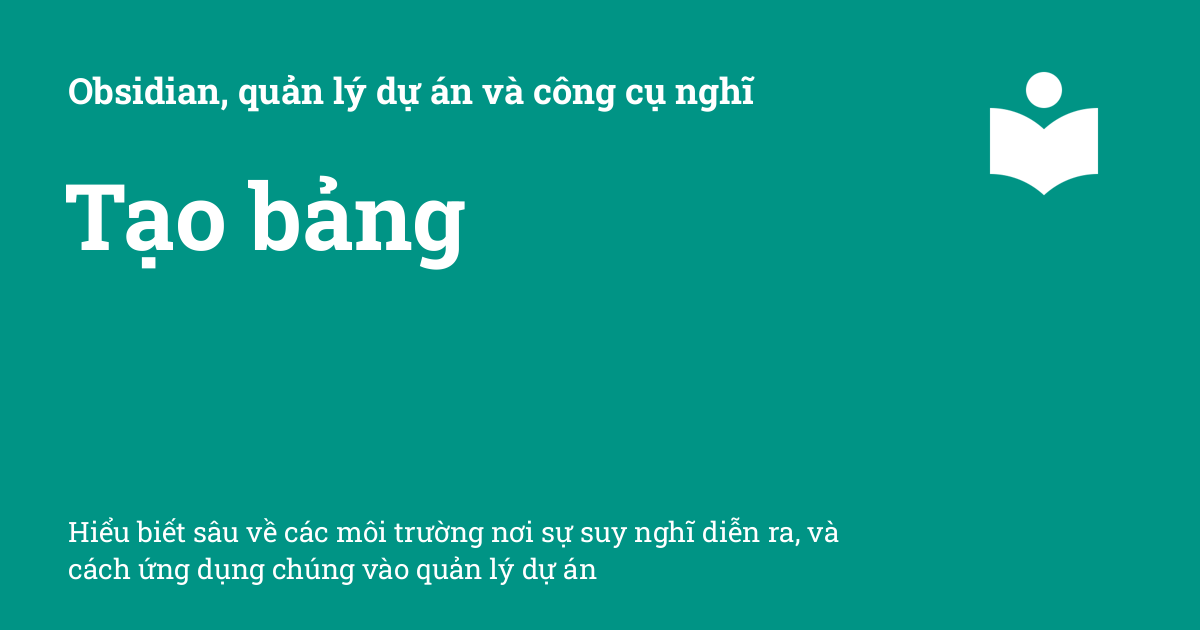 Obsidian, quản lý dự án và công cụ nghĩ
Tạo bảng
Hiểu biết sâu về các môi trường nơi sự suy nghĩ diễn ra, và
cách ứng dụng chúng vào quản lý dự án